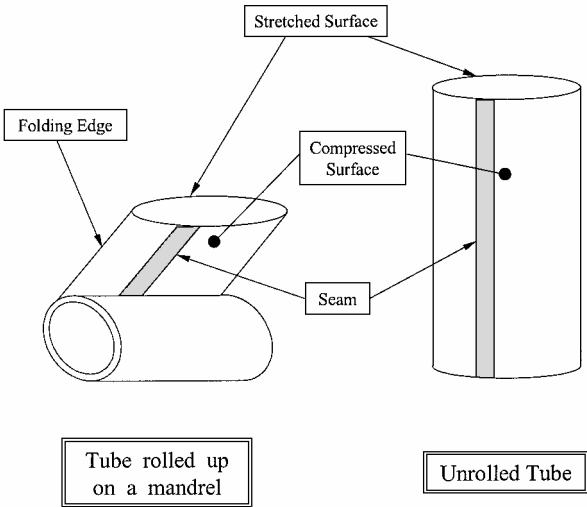 Stretched Surface
Folding Edge
Compressed
Surface
Seam
Tube rolled up
on a mandrel
Unrolled Tube